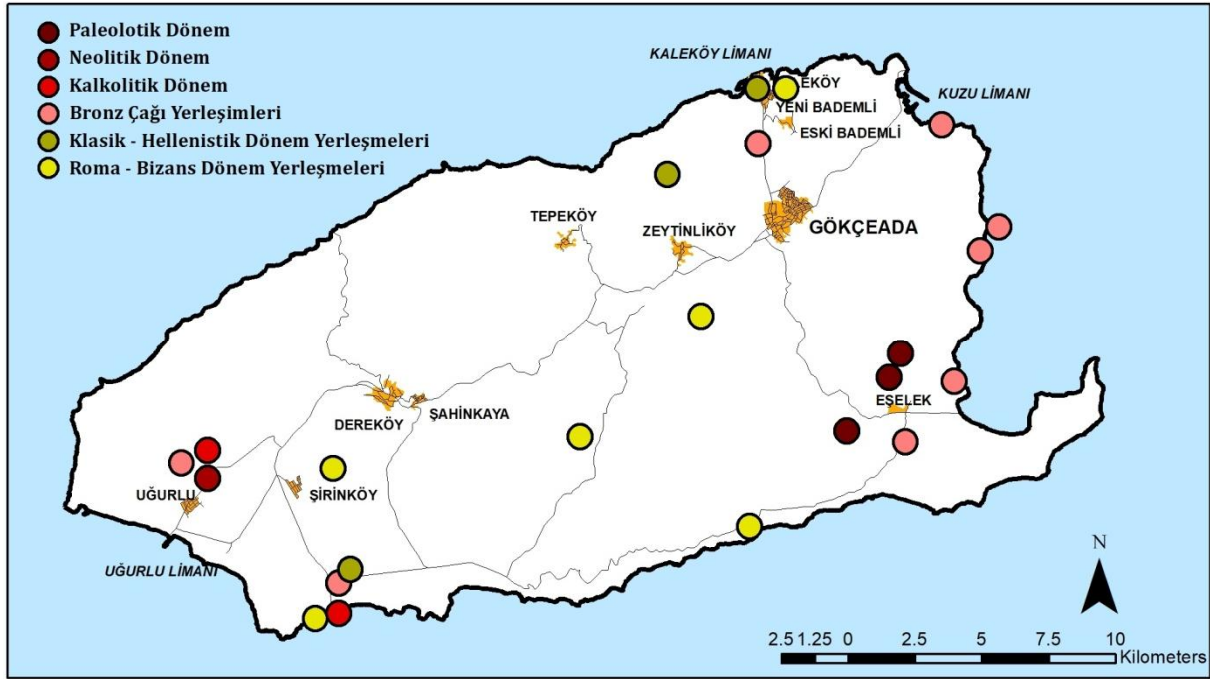 Paleolotik Dönem
Neolitik Dönem
Kalkolitik Dönem
Bronz Çağı Yerleşimleri
Klasik - Hellenistik Dönem Yerleşmeleri
Roma - Bizans Dönem Yerleşmeleri
KALEKÖY LİMANI
EKÖY
YENİ BADEMLİ
ESKİ BADEMLİ
KUZU LİMANI
TEPEKÖY
ZEYTİNLİKÖY
GÖKÇEADA
DEREKÖY
ŞAHİNKAYA
EŞELEK
UĞURLU
ŞİRİNKÖY
UĞURLU LİMANI
N
2.5 1.25 0 2.5 5 7.5 10
Kilometers